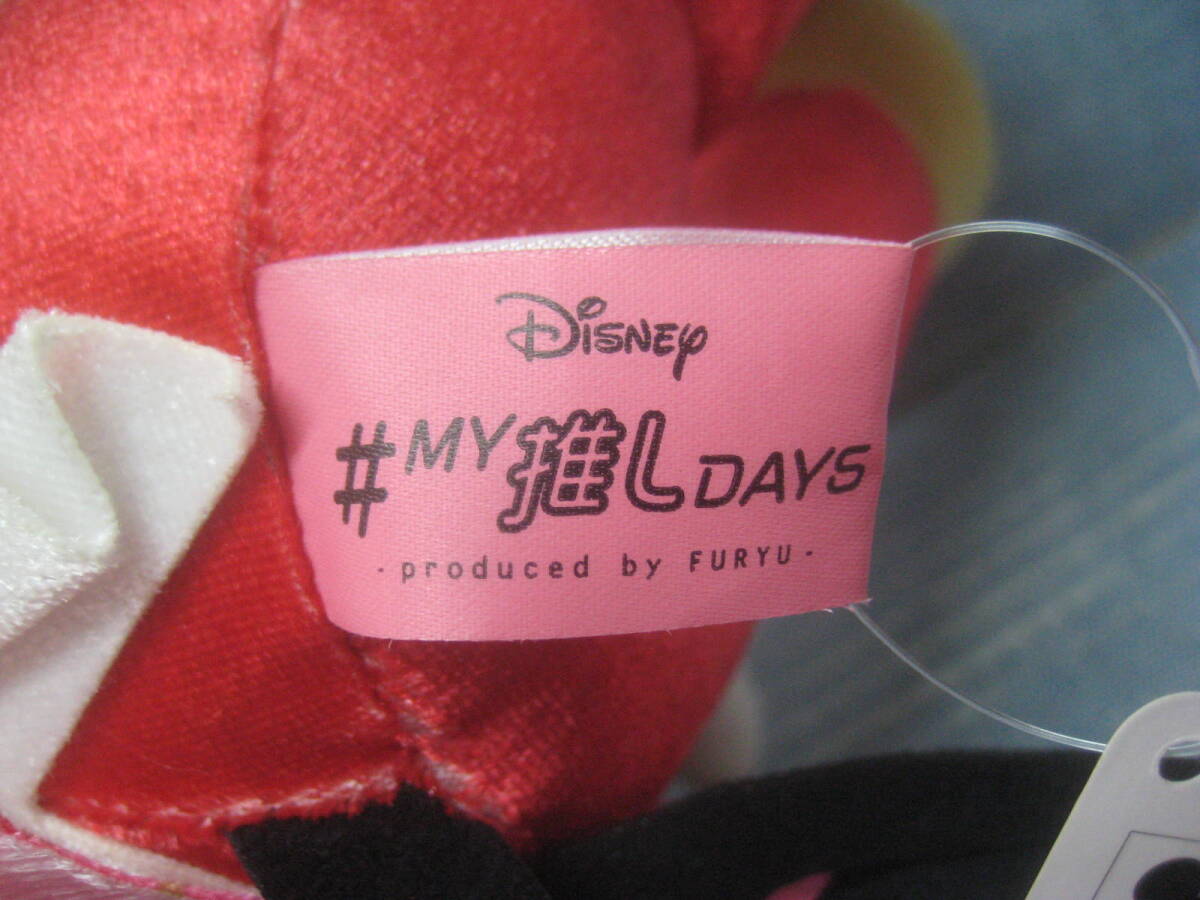 Disney
#MY推しDAYS
・produced by FURYU・